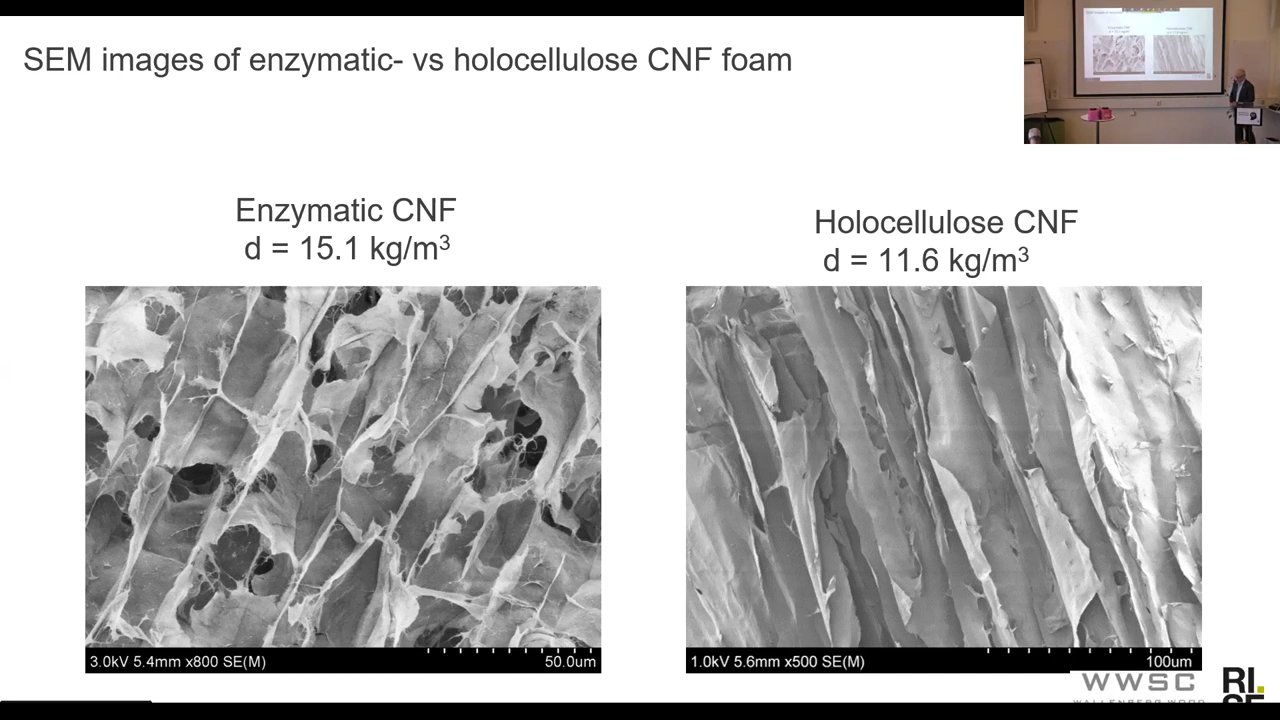 SEM images of enzymatic- vs holocellulose CNF foam
Enzymatic CNF
d = 15.1 kg/m³
Holocellulose CNF
d = 11.6 kg/m³
3.0kV 5.4mm x800 SE(M) 50.0um
1.0kV 5.6mm x500 SE(M) 100um
WWSC
WALLENBERG WOOD
RI.
SE